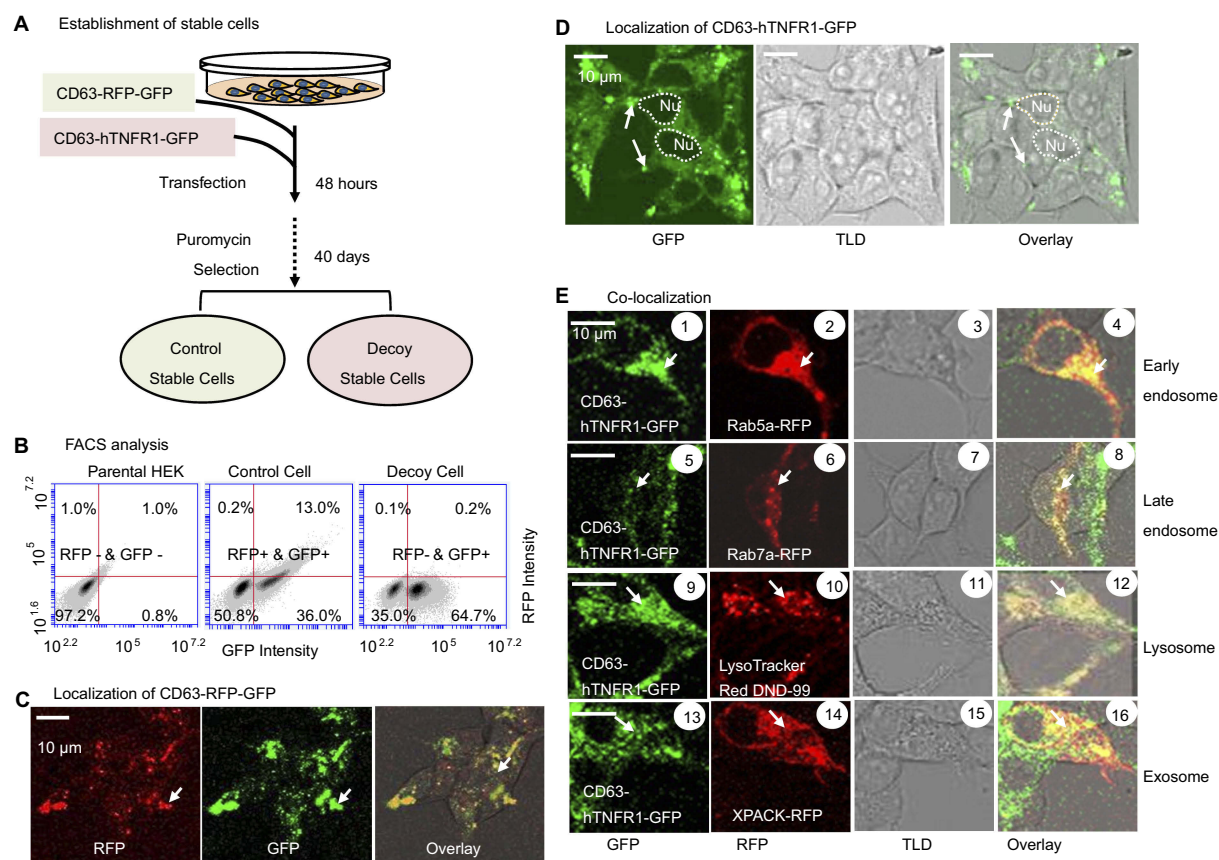 A
Establishment of stable cells
CD63-RFP-GFP
CD63-hTNFR1-GFP
Transfection
48 hours
Puromycin
Selection
40 days
Control
Stable Cells
Decoy
Stable Cells
B
FACS analysis
Parental HEK
Control Cell
Decoy Cell
10^7.2
10^5
10^1.6
1.0%
1.0%
RFP - & GFP -
97.2%
0.8%
0.2%
13.0%
RFP+ & GFP+
50.8%
36.0%
0.1%
0.2%
RFP- & GFP+
35.0%
64.7%
RFP Intensity
10^2.2
10^5
10^7.2
10^2.2
10^5
10^7.2
GFP Intensity
C
Localization of CD63-RFP-GFP
10 μm
RFP
GFP
Overlay
D
Localization of CD63-hTNFR1-GFP
10 μm
Nu
Nu
Nu
Nu
GFP
TLD
Overlay
E
Co-localization
10 μm
1
2
3
4
CD63-
hTNFR1-GFP
Rab5a-RFP
Early
endosome
5
6
7
8
CD63-
hTNFR1-GFP
Rab7a-RFP
Late
endosome
9
10
11
12
CD63-
hTNFR1-GFP
LysoTracker
Red DND-99
Lysosome
13
14
15
16
CD63-
hTNFR1-GFP
XPACK-RFP
Exosome
GFP
RFP
TLD
Overlay